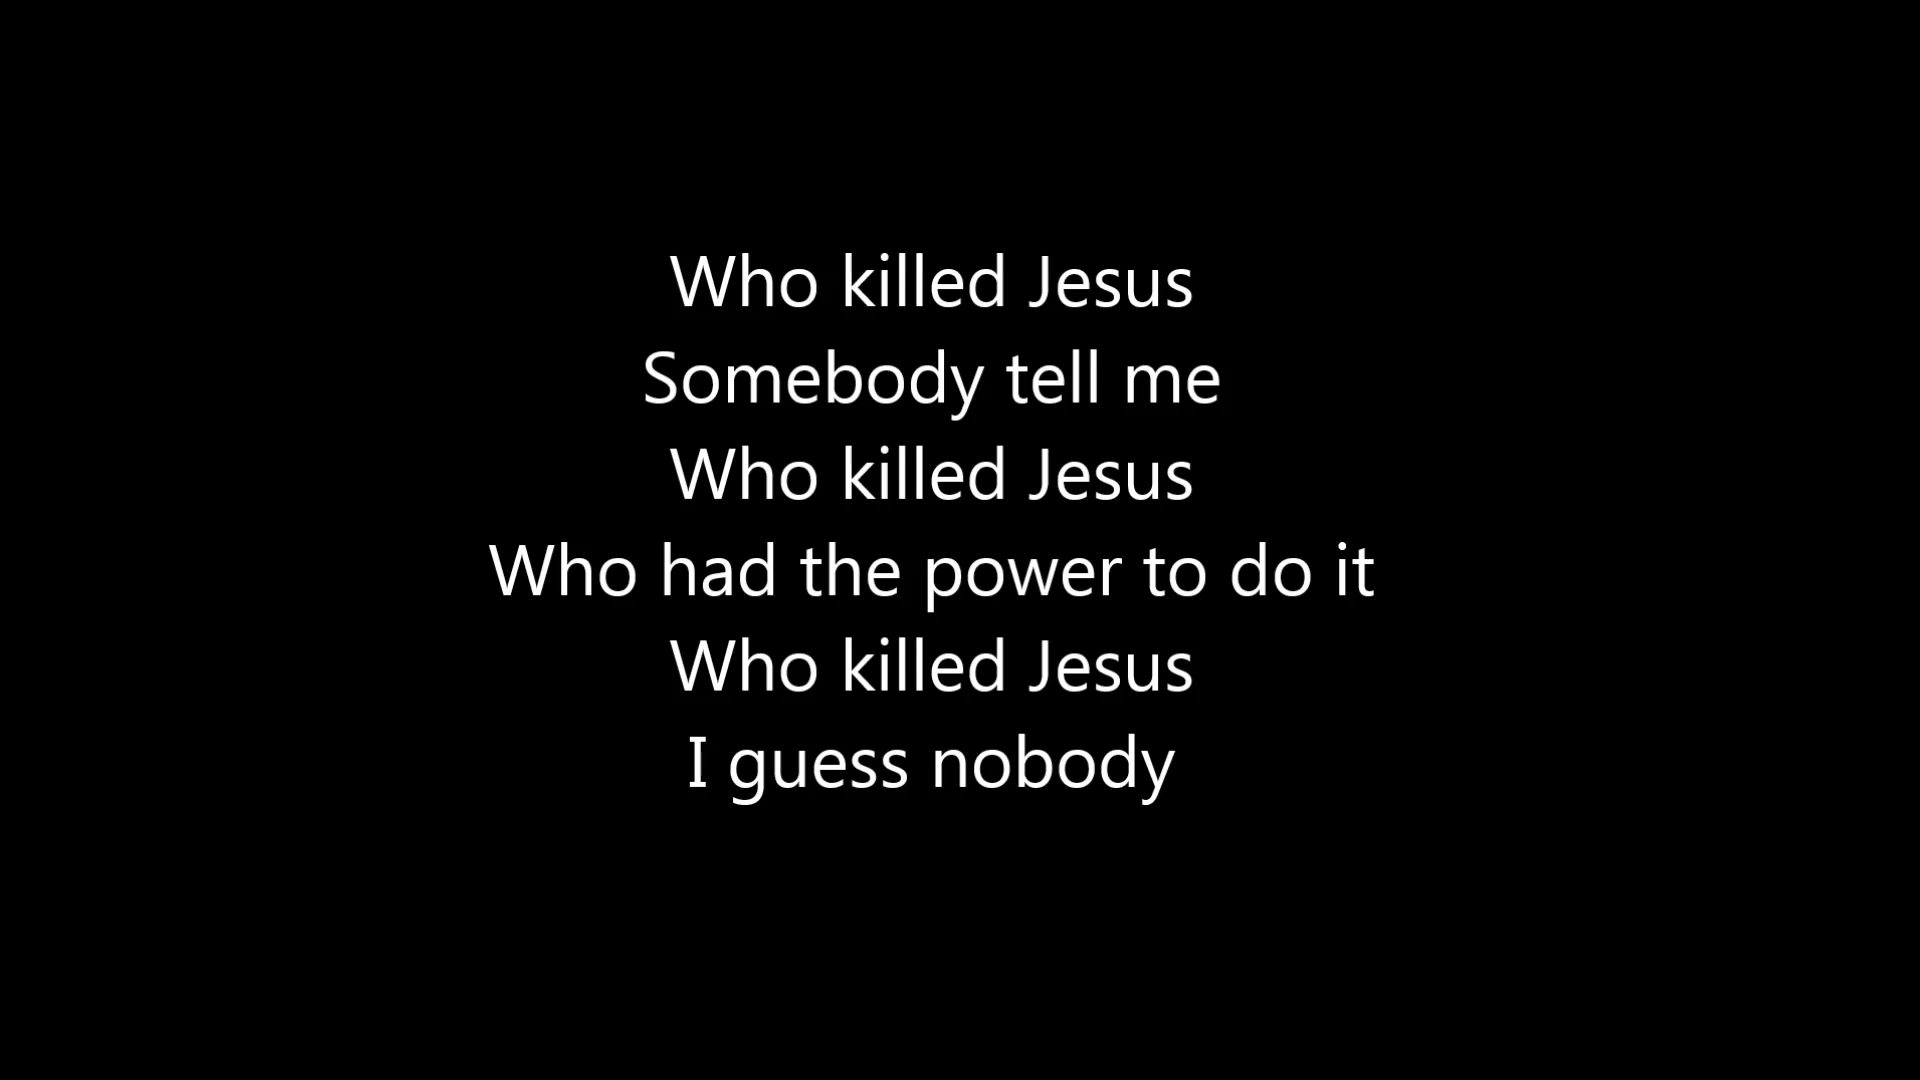 Who killed Jesus
Somebody tell me
Who killed Jesus
Who had the power to do it
Who killed Jesus
I guess nobody